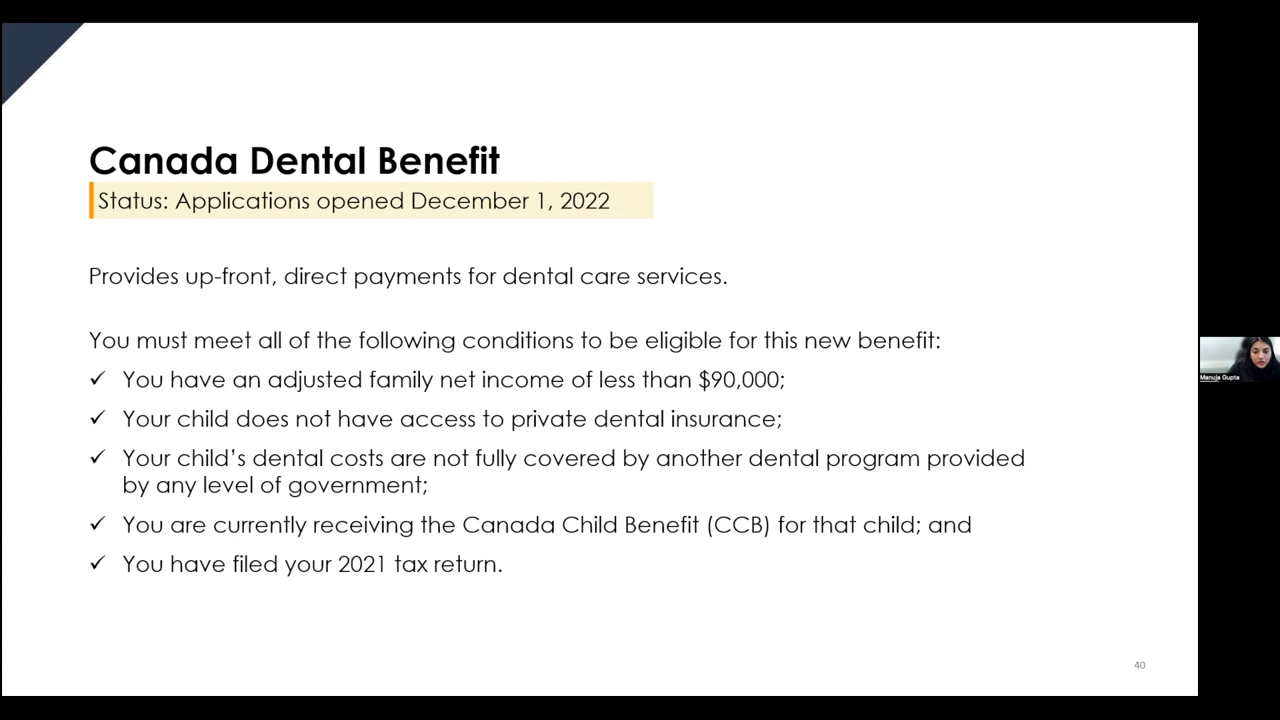 Canada Dental Benefit
Status: Applications opened December 1, 2022
Provides up-front, direct payments for dental care services.
You must meet all of the following conditions to be eligible for this new benefit:
✓ You have an adjusted family net income of less than $90,000;
✓ Your child does not have access to private dental insurance;
✓ Your child’s dental costs are not fully covered by another dental program provided
by any level of government;
✓ You are currently receiving the Canada Child Benefit (CCB) for that child; and
✓ You have filed your 2021 tax return.
Manuja Gupta
40